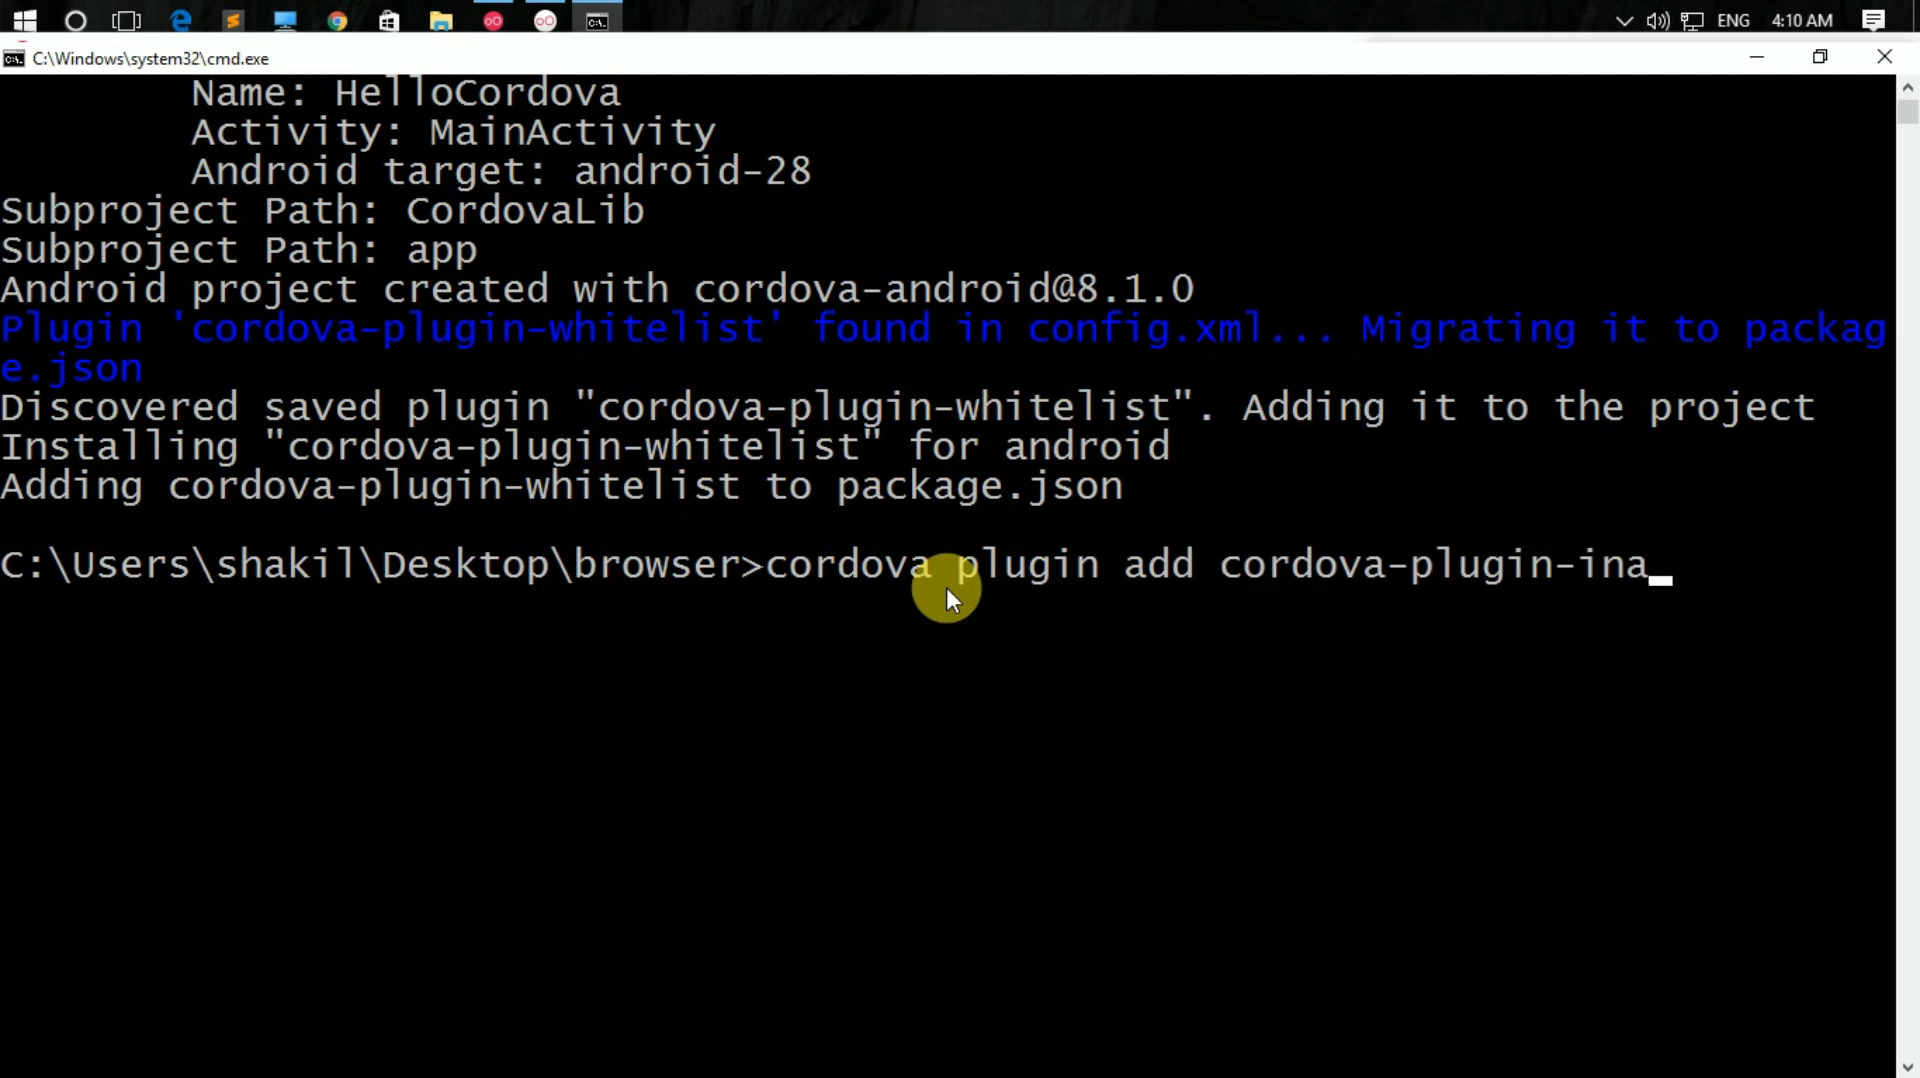 ENG 4:10 AM
C:\Windows\system32\cmd.exe
Name: HelloCordova
Activity: MainActivity
Android target: android-28
Subproject Path: CordovaLib
Subproject Path: app
Android project created with cordova-android@8.1.0
Plugin 'cordova-plugin-whitelist' found in config.xml... Migrating it to packag
e.json
Discovered saved plugin "cordova-plugin-whitelist". Adding it to the project
Installing "cordova-plugin-whitelist" for android
Adding cordova-plugin-whitelist to package.json
C:\Users\shakil\Desktop\browser>cordova plugin add cordova-plugin-ina_